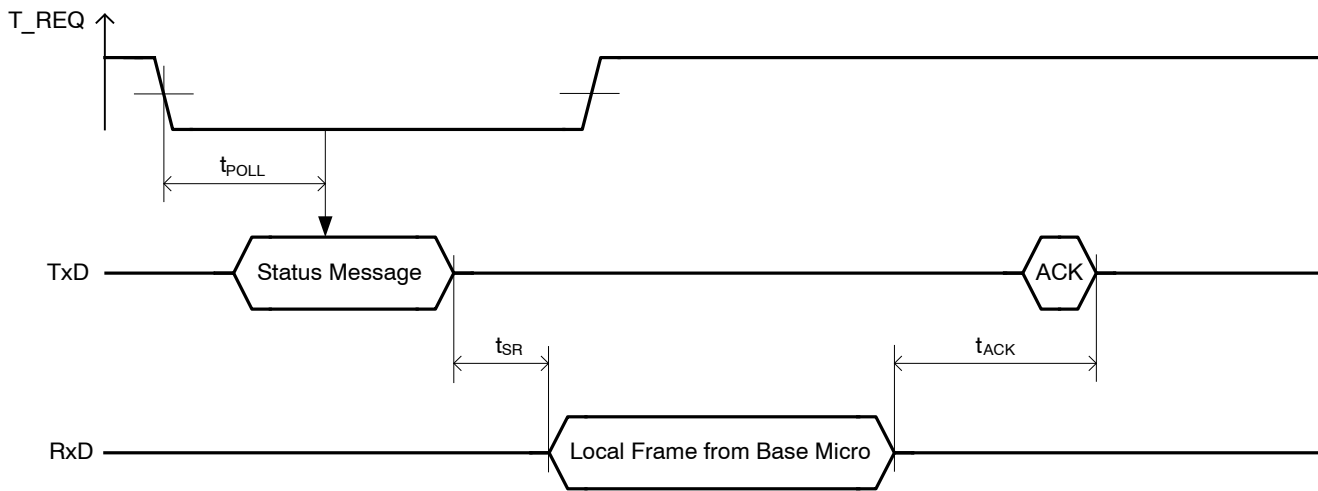 T_REQ
tPOLL
TxD
Status Message
ACK
tSR
tACK
RxD
Local Frame from Base Micro